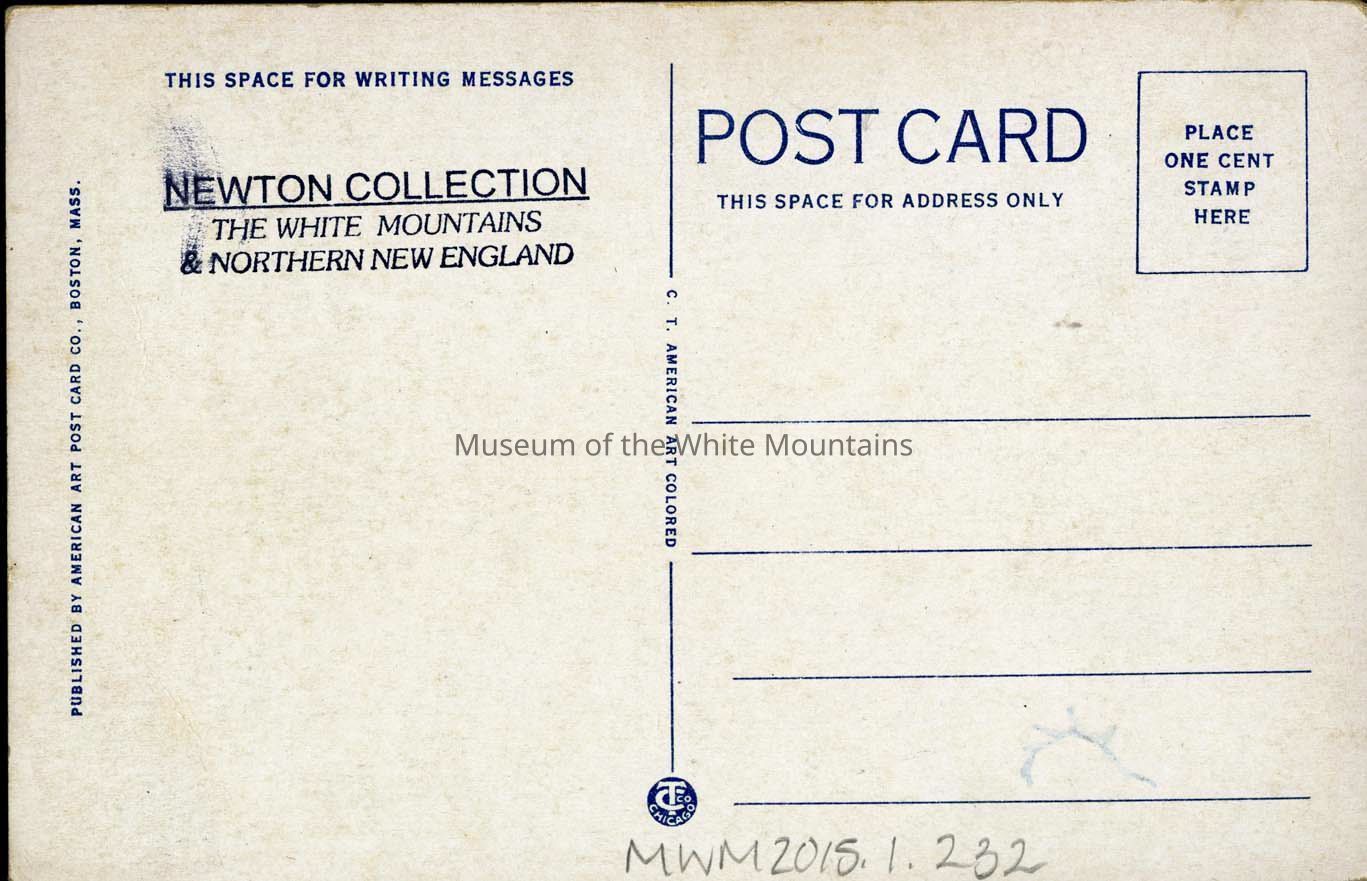 THIS SPACE FOR WRITING MESSAGES
NEWTON COLLECTION
THE WHITE MOUNTAINS
& NORTHERN NEW ENGLAND
PUBLISHED BY AMERICAN ART POST CARD CO., BOSTON, MASS.
C. T. AMERICAN ART COLORED
POST CARD
THIS SPACE FOR ADDRESS ONLY
PLACE
ONE CENT
STAMP
HERE
Museum of the White Mountains
CT CO
CHICAGO
MWM2015.1.232